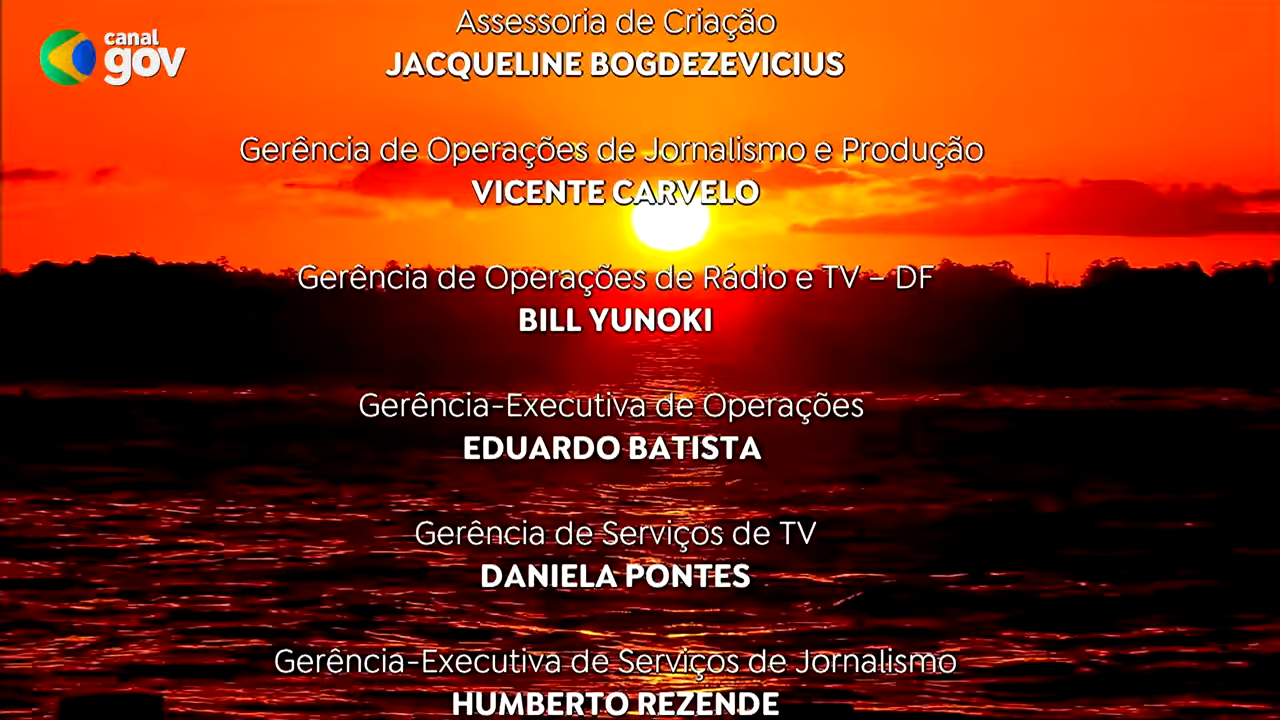 canal
gov
Assessoria de Criação
JACQUELINE BOGDEZEVICIUS
Gerência de Operações de Jornalismo e Produção
VICENTE CARVELO
Gerência de Operações de Rádio e TV – DF
BILL YUNOKI
Gerência-Executiva de Operações
EDUARDO BATISTA
Gerência de Serviços de TV
DANIELA PONTES
Gerência-Executiva de Serviços de Jornalismo
HUMBERTO REZENDE